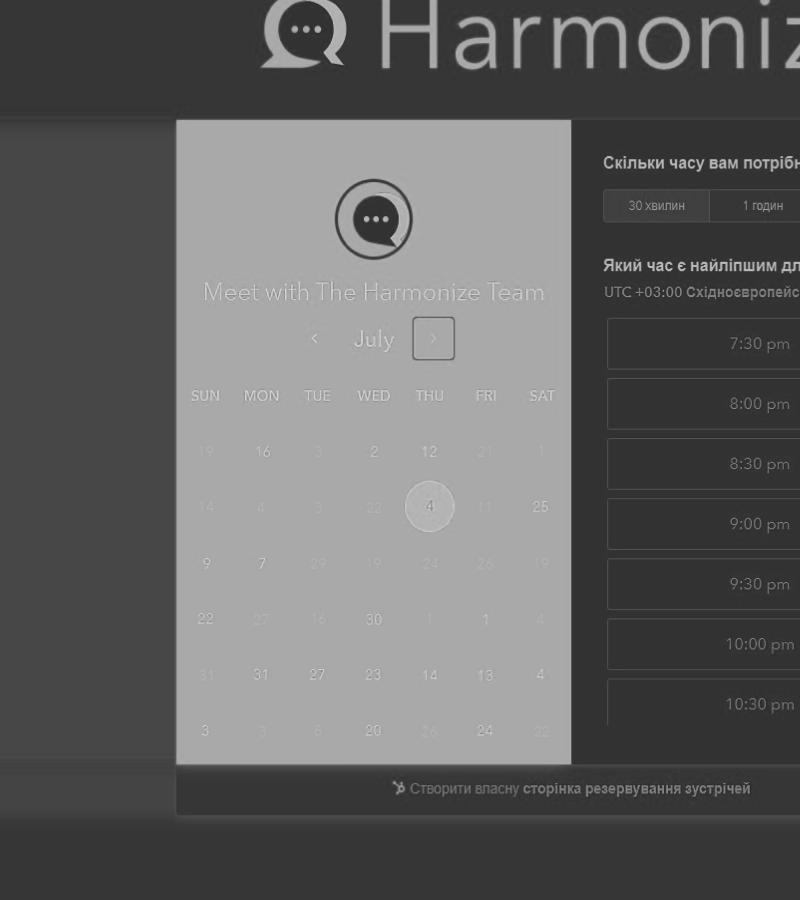 Harmoniz
Meet with The Harmonize Team
July
SUN MON TUE WED THU FRI SAT
19 16 3 2 12 21 1
14 4 3 22 4 11 25
9 7 29 19 24 26 19
22 27 16 30 1 1 4
31 31 27 23 14 13 4
3 3 6 20 26 24 22
Скільки часу вам потрібн
30 хвилин 1 годин
Який час є найліпшим дл
UTC +03:00 Східноєвропейс
7:30 pm
8:00 pm
8:30 pm
9:00 pm
9:30 pm
10:00 pm
10:30 pm
Створити власну сторінка резервування зустрічей